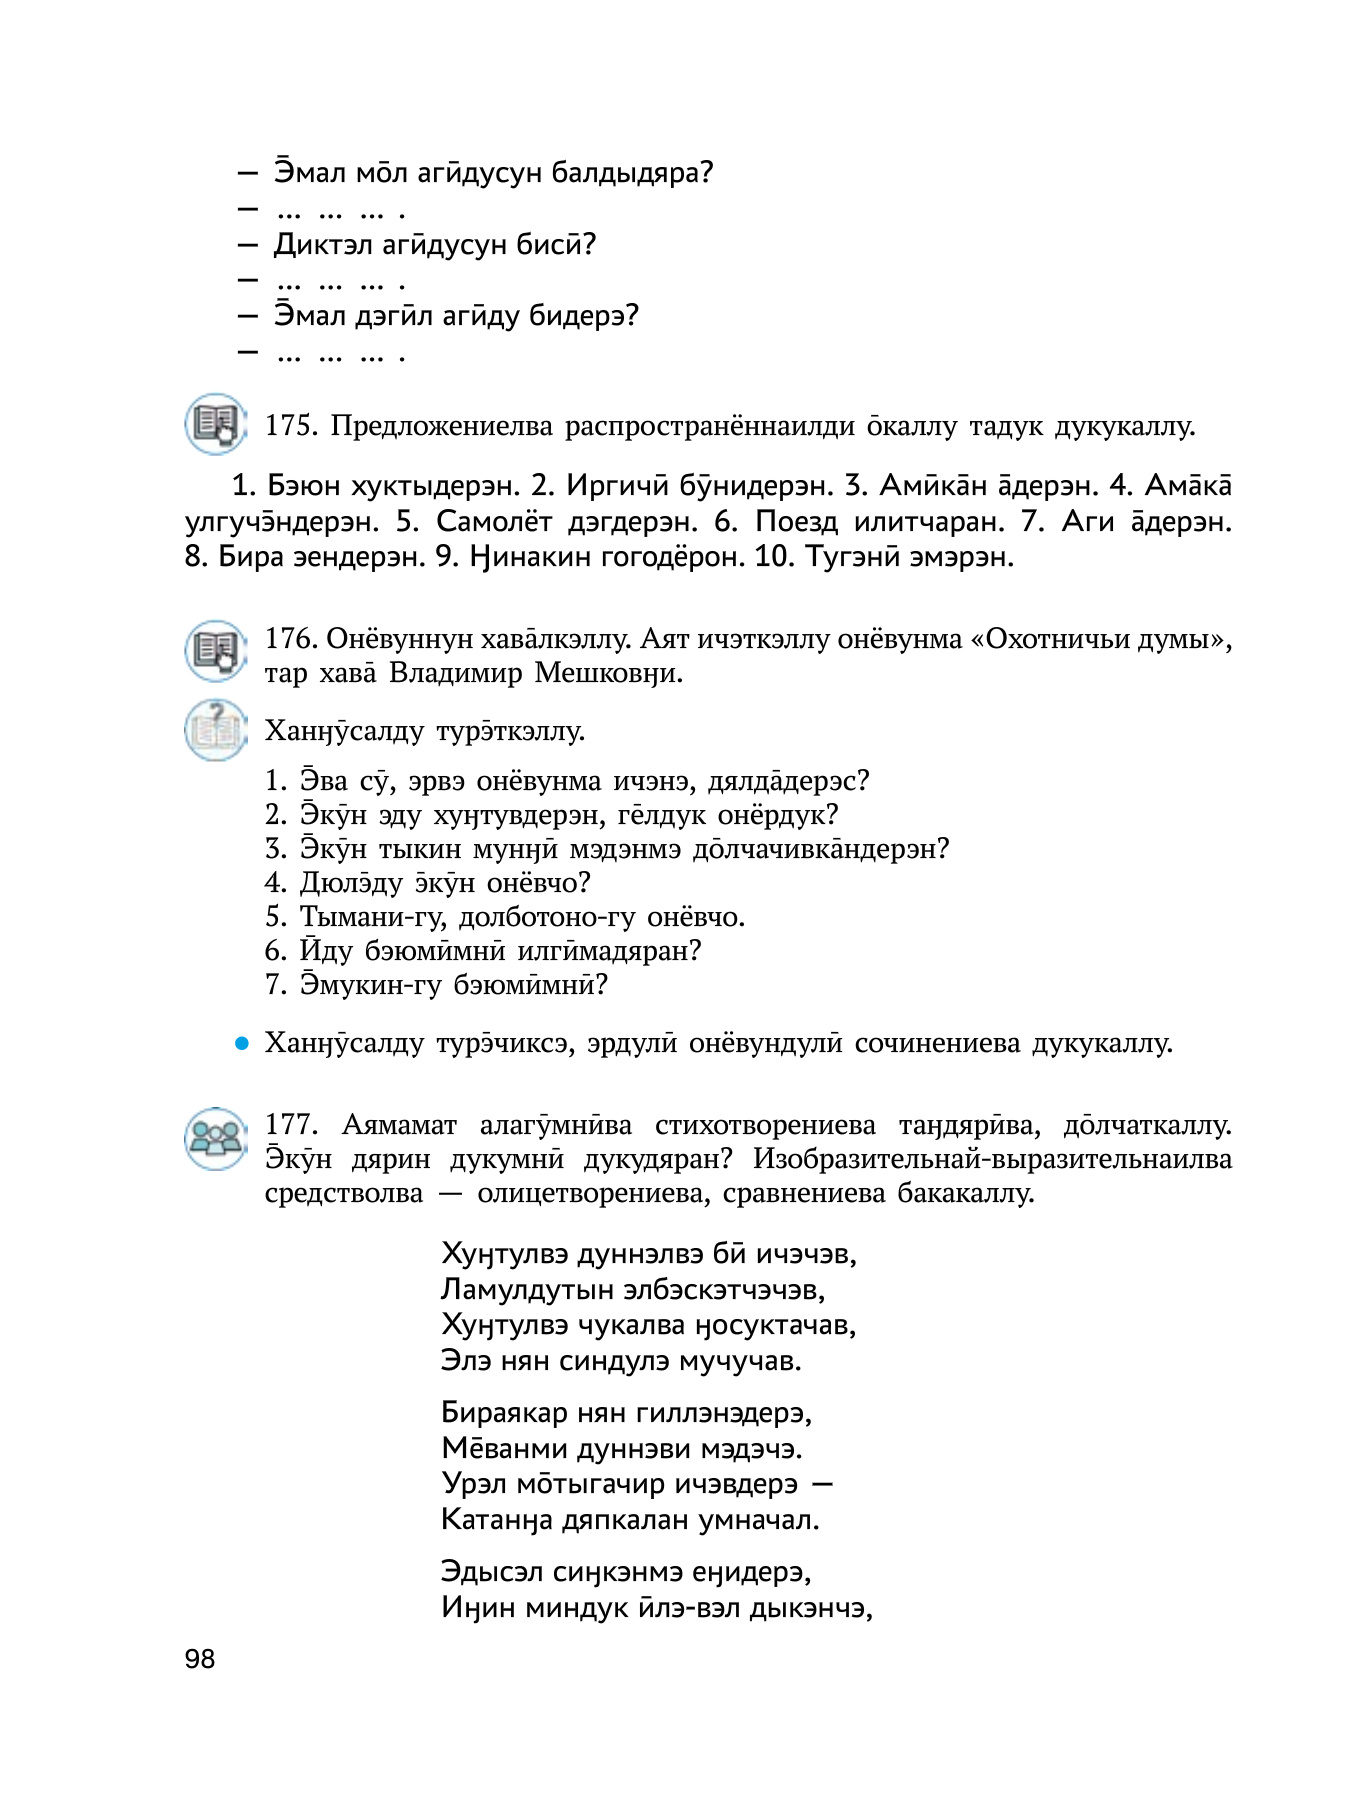 — Э̄мал мо̄л агӣдусун балдыдяра?
— ... ... ... .
— Диктэл агӣдусун бисӣ?
— ... ... ... .
— Э̄мал дэгӣл агӣду бидерэ?
— ... ... ... .
175. Предложениелва распространённаилди о̄каллу тадук дукукаллу.
1. Бэюн хуктыдерэн. 2. Иргичӣ бӯнидерэн. 3. Амӣка̄н а̄дерэн. 4. Ама̄ка̄
улгучэ̄ндерэн. 5. Самолёт дэгдерэн. 6. Поезд илитчаран. 7. Аги а̄дерэн.
8. Бира эендерэн. 9. Ӈинакин гогодёрон. 10. Тугэнӣ эмэрэн.
176. Онёвуннун хава̄лкэллу. Аят ичэткэллу онёвунма «Охотничьи думы»,
тар хава̄ Владимир Мешковӈи.
?
Ханӈӯсалду турэ̄ткэллу.
1. Э̄ва сӯ, эрвэ онёвунма ичэнэ, дялда̄дерэс?
2. Э̄кӯн эду хуӈтувдерэн, ге̄лдук онёрдук?
3. Э̄кӯн тыкин мунӈӣ мэдэнмэ до̄лчачивка̄ндерэн?
4. Дюлэ̄ду э̄кӯн онёвчо?
5. Тымани-гу, долботоно-гу онёвчо.
6. Ӣду бэюмӣмнӣ илгӣмадяран?
7. Э̄мукин-гу бэюмӣмнӣ?
• Ханӈӯсалду турэ̄чиксэ, эрдулӣ онёвундулӣ сочинениева дукукаллу.
177. Аямамат алагӯмнӣва стихотворениева таӈдярӣва, до̄лчаткаллу.
Э̄кӯн дярин дукумнӣ дукудяран? Изобразительнай-выразительнаилва
средстволва — олицетворениева, сравнениева бакакаллу.
Хуӈтулвэ дуннэлвэ бӣ ичэчэв,
Ламулдутын элбэскэтчэчэв,
Хуӈтулвэ чукалва ӈосуктачав,
Элэ нян синдулэ мучучав.
Бираякар нян гиллэнэдерэ,
Ме̄ванми дуннэви мэдэчэ.
Урэл мо̄тыгачир ичэвдерэ —
Катанӈа дяпкалан умначал.
Эдысэл сиӈкэнмэ еӈидерэ,
Иӈин миндук ӣлэ-вэл дыкэнчэ,
98